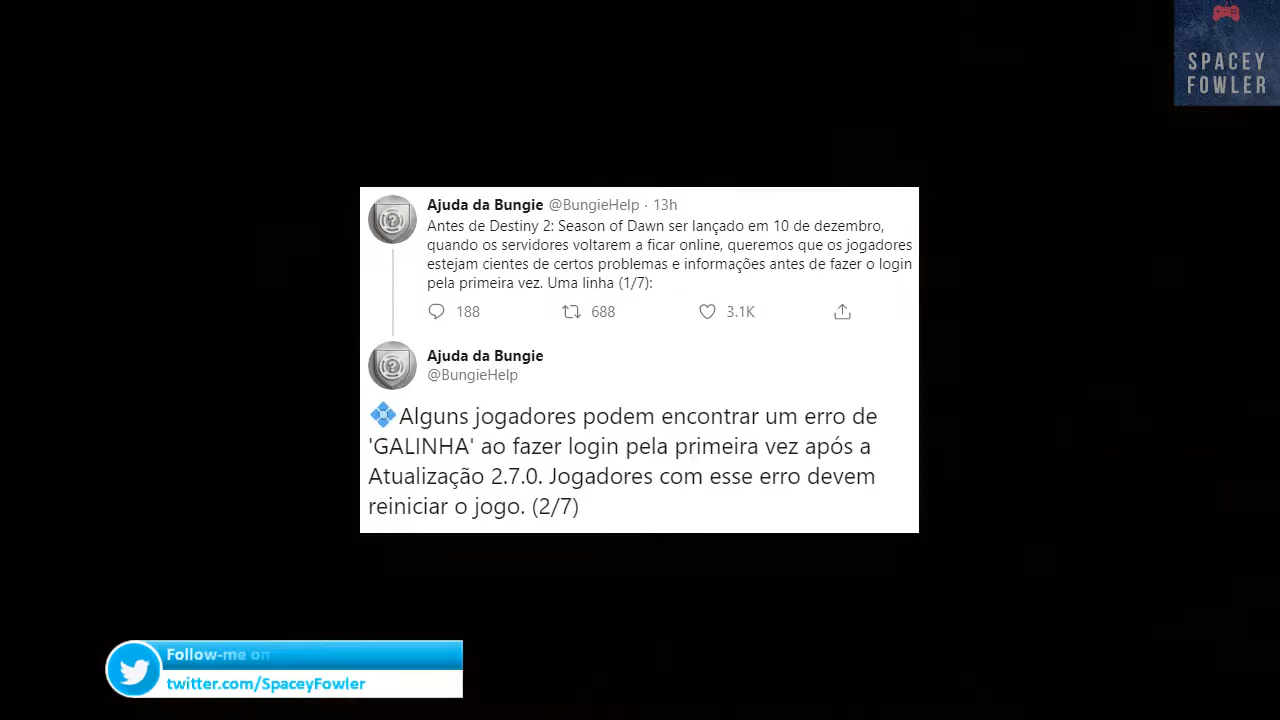 SPACEY
FOWLER
Ajuda da Bungie @BungieHelp · 13h
Antes de Destiny 2: Season of Dawn ser lançado em 10 de dezembro,
quando os servidores voltarem a ficar online, queremos que os jogadores
estejam cientes de certos problemas e informações antes de fazer o login
pela primeira vez. Uma linha (1/7):
188 688 3.1K
Ajuda da Bungie
@BungieHelp
💠Alguns jogadores podem encontrar um erro de
'GALINHA' ao fazer login pela primeira vez após a
Atualização 2.7.0. Jogadores com esse erro devem
reiniciar o jogo. (2/7)
Follow-me on
twitter.com/SpaceyFowler